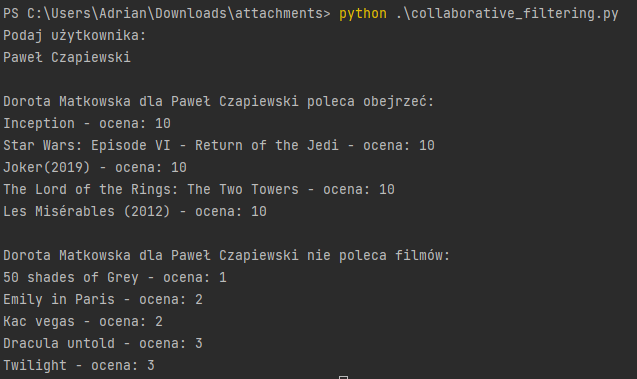 PS C:\Users\Adrian\Downloads\attachments> python .\collaborative_filtering.py
Podaj użytkownika:
Paweł Czapiewski
Dorota Matkowska dla Paweł Czapiewski poleca obejrzeć:
Inception - ocena: 10
Star Wars: Episode VI - Return of the Jedi - ocena: 10
Joker(2019) - ocena: 10
The Lord of the Rings: The Two Towers - ocena: 10
Les Misérables (2012) - ocena: 10
Dorota Matkowska dla Paweł Czapiewski nie poleca filmów:
50 shades of Grey - ocena: 1
Emily in Paris - ocena: 2
Kac vegas - ocena: 2
Dracula untold - ocena: 3
Twilight - ocena: 3